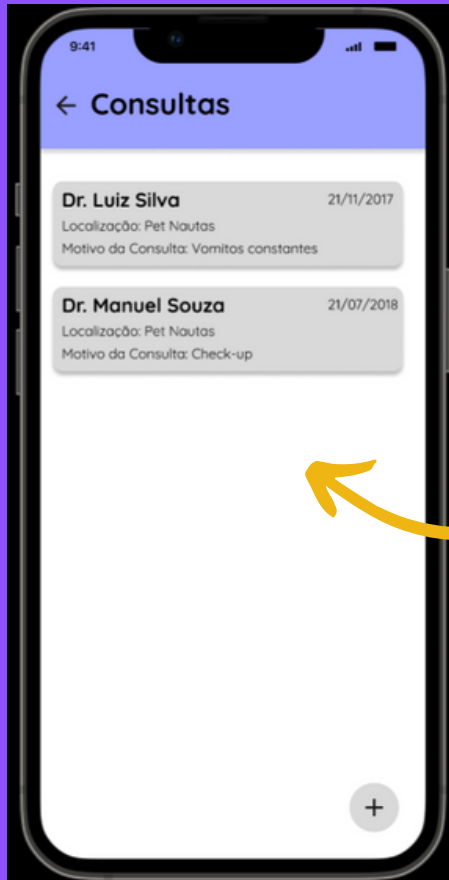 9:41
← Consultas
Dr. Luiz Silva 21/11/2017
Localização: Pet Nautas
Motivo da Consulta: Vomitos constantes
Dr. Manuel Souza 21/07/2018
Localização: Pet Nautas
Motivo da Consulta: Check-up
+